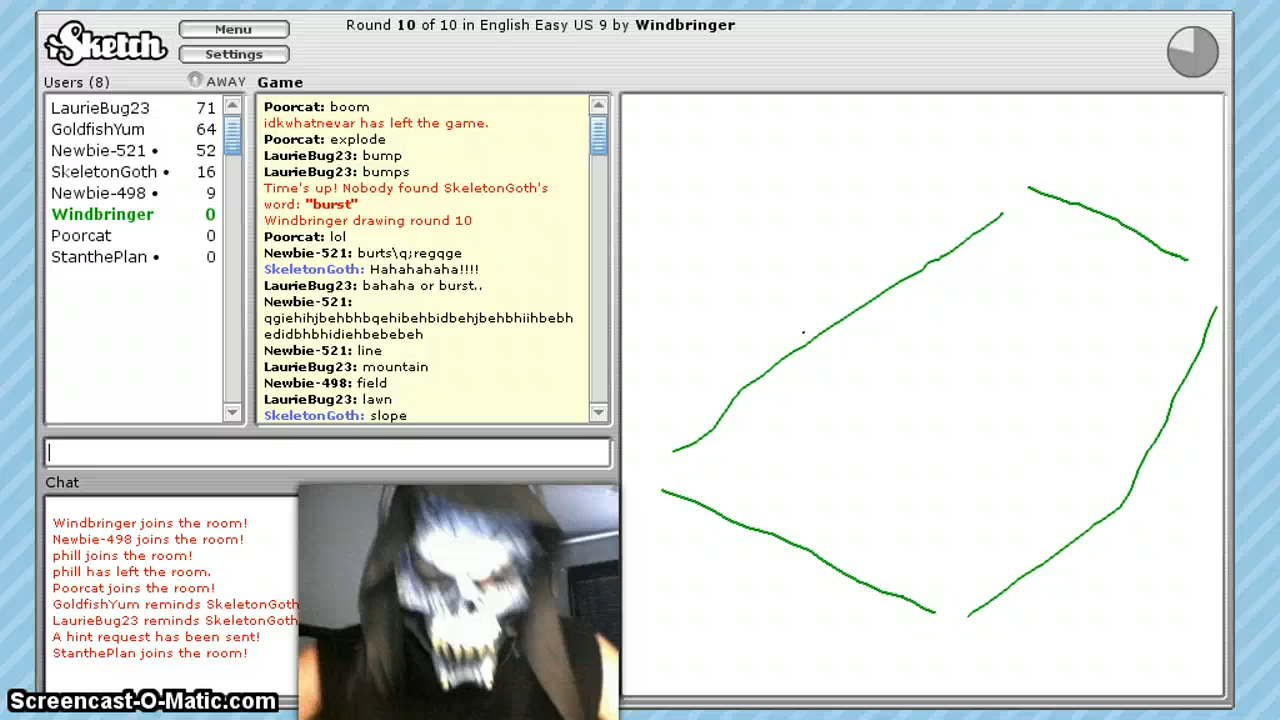 iSketch
Menu
Settings
Round 10 of 10 in English Easy US 9 by Windbringer
Users (8)
AWAY
Game
LaurieBug23 71
GoldfishYum 64
Newbie-521 • 52
SkeletonGoth • 16
Newbie-498 • 9
Windbringer 0
Poorcat 0
StanthePlan • 0
Poorcat: boom
idkwhatnevar has left the game.
Poorcat: explode
LaurieBug23: bump
LaurieBug23: bumps
Time's up! Nobody found SkeletonGoth's
word: "burst"
Windbringer drawing round 10
Poorcat: lol
Newbie-521: burts\q;regqge
SkeletonGoth: Hahahahaha!!!!
LaurieBug23: bahaha or burst..
Newbie-521:
qgiehihjbehbhbqehibehbidbehjbehbhiihbebh
edidbhbhidiehbebebeh
Newbie-521: line
LaurieBug23: mountain
Newbie-498: field
LaurieBug23: lawn
SkeletonGoth: slope
Chat
Windbringer joins the room!
Newbie-498 joins the room!
phill joins the room!
phill has left the room.
Poorcat joins the room!
GoldfishYum reminds SkeletonGoth
LaurieBug23 reminds SkeletonGoth
A hint request has been sent!
StanthePlan joins the room!
Screencast-O-Matic.com